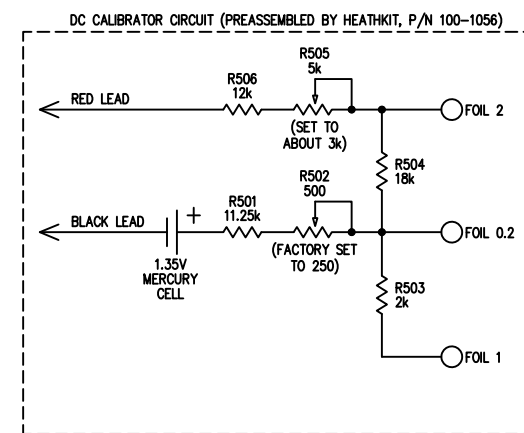 DC CALIBRATOR CIRCUIT (PREASSEMBLED BY HEATHKIT, P/N 100-1056)
R505
5k
R506
12k
RED LEAD
FOIL 2
(SET TO
ABOUT 3k)
R504
18k
R502
500
R501
11.25k
BLACK LEAD
+
FOIL 0.2
(FACTORY SET
TO 250)
1.35V
MERCURY
CELL
R503
2k
FOIL 1